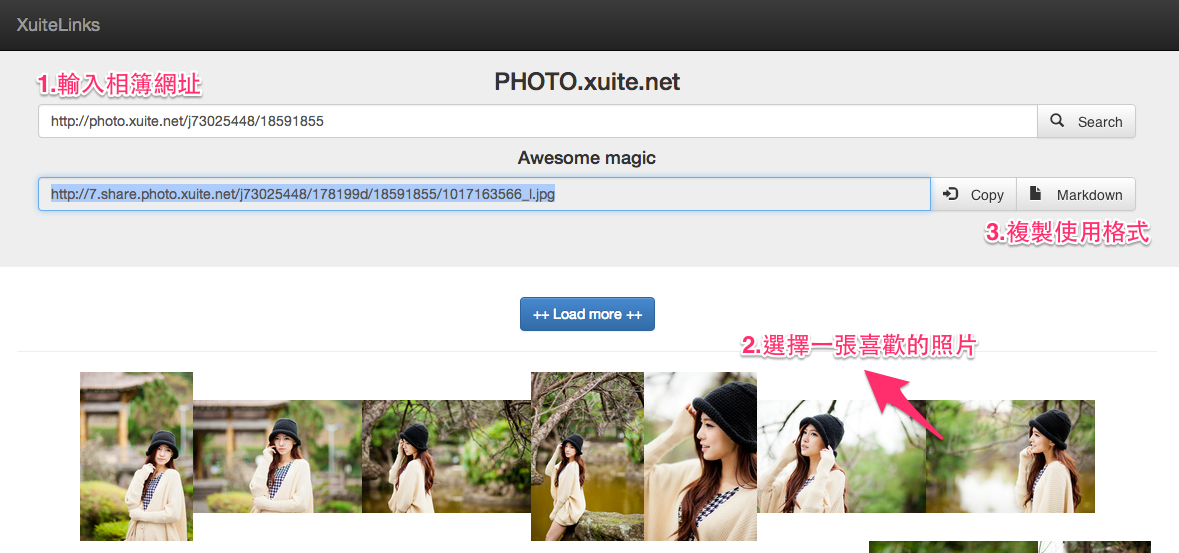 XuiteLinks
1.輸入相簿網址
PHOTO.xuite.net
http://photo.xuite.net/j73025448/18591855
Search
Awesome magic
http://7.share.photo.xuite.net/j73025448/178199d/18591855/1017163566_l.jpg
Copy
Markdown
3.複製使用格式
++ Load more ++
2.選擇一張喜歡的照片